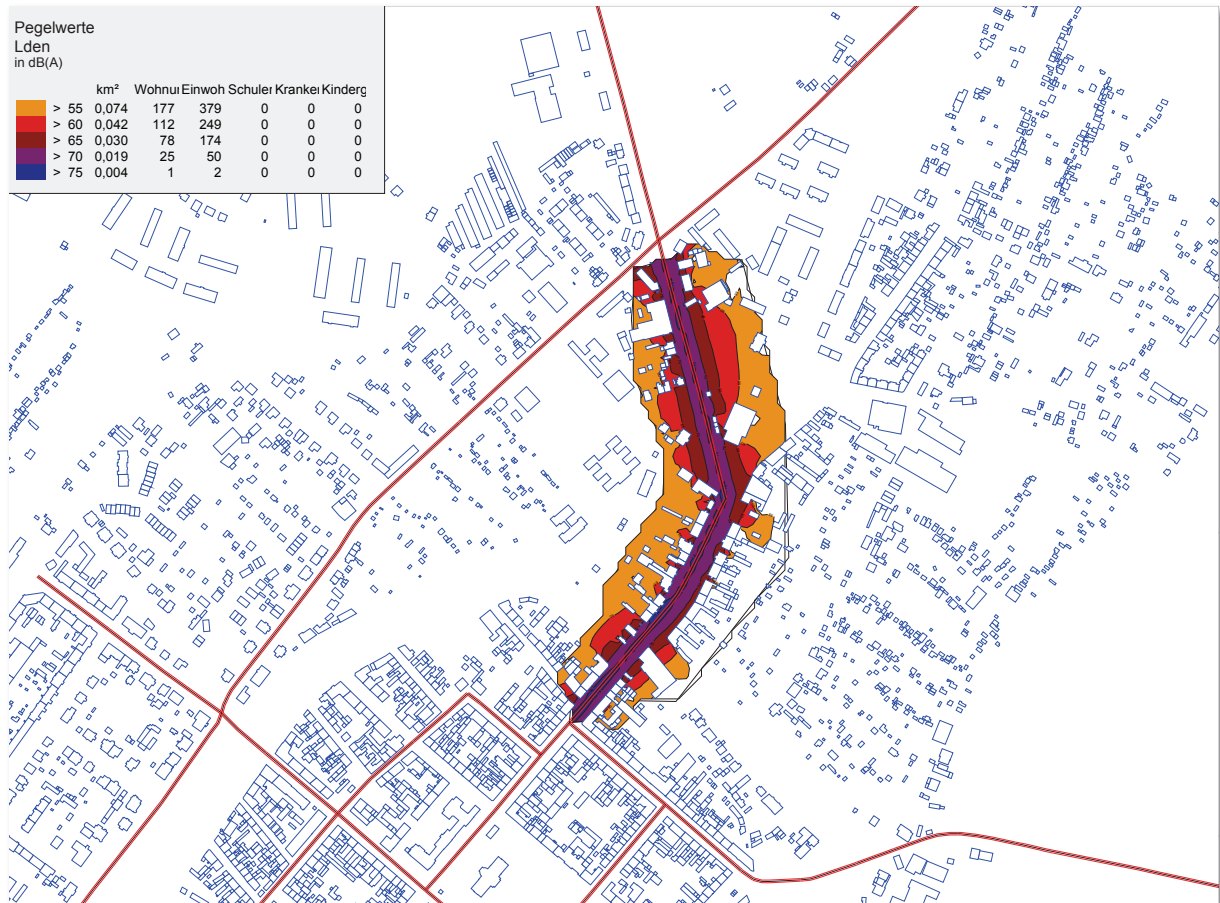 Pegelwerte
Lden
in dB(A)
km² Wohnu Einwoh Schuler Kranke Kinderg
> 55 0,074 177 379 0 0 0
> 60 0,042 112 249 0 0 0
> 65 0,030 78 174 0 0 0
> 70 0,019 25 50 0 0 0
> 75 0,004 1 2 0 0 0